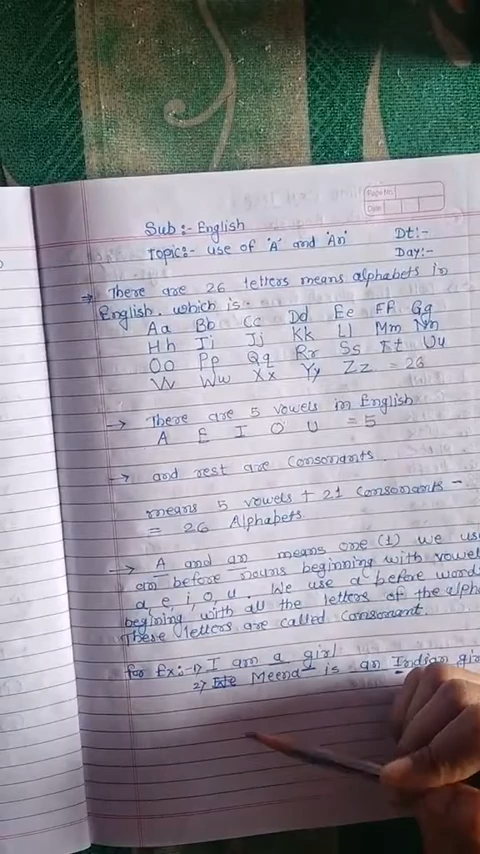 Page No.
Date
Sub :- English
Dt:-
Topic:- use of 'A' and 'An'
Day:-
→ There are 26 letters means alphabets in
English. which is -
Aa Bb Cc Dd Ee Ff Gg
Hh Ii Jj Kk Ll Mm Nn
Oo Pp Qq Rr Ss Tt Uu
Vv Ww Xx Yy Zz = 26
→ There are 5 vowels in English
A E I O U = 5
→ and rest are Consonants.
means 5 vowels + 21 Consonants -
= 26 Alphabets
→ A and an means one (1) we use
an before nouns beginning with vowel
a, e, i, o, u. We use a before words
begining with all the letters of the alpha
These letters are called consonant.
for Ex:- 1) I am a girl
2) Meena is an Indian girl